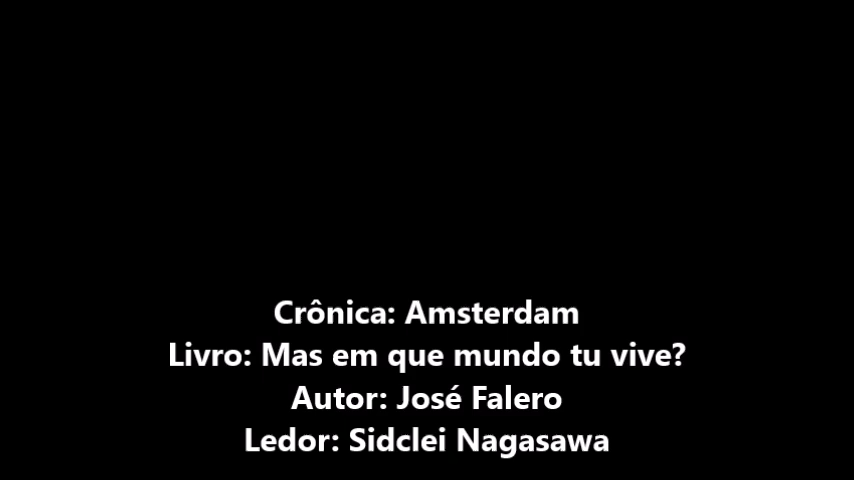 Crônica: Amsterdam
Livro: Mas em que mundo tu vive?
Autor: José Falero
Ledor: Sidclei Nagasawa